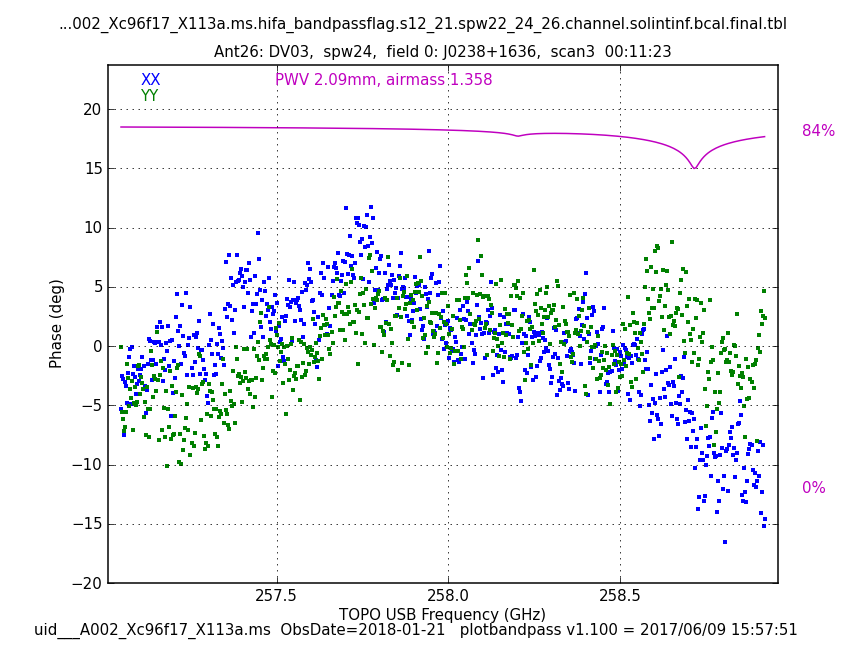 ...002_Xc96f17_X113a.ms.hifa_bandpassflag.s12_21.spw22_24_26.channel.solintinf.bcal.final.tbl
Ant26: DV03, spw24, field 0: J0238+1636, scan3 00:11:23
XX PWV 2.09mm, airmass 1.358
YY
20
84%
15
10
5
0
−5
−10
0%
−15
−20
Phase (deg)
257.5 258.0 258.5
TOPO USB Frequency (GHz)
uid___A002_Xc96f17_X113a.ms ObsDate=2018-01-21 plotbandpass v1.100 = 2017/06/09 15:57:51